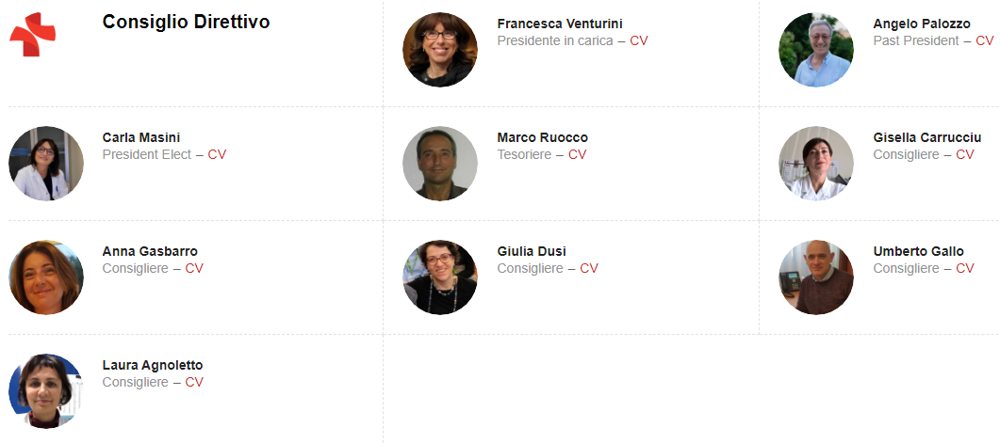 Consiglio Direttivo
Francesca Venturini
Presidente in carica – CV
Angelo Palozzo
Past President – CV
Carla Masini
President Elect – CV
Marco Ruocco
Tesoriere – CV
Gisella Carrucciu
Consigliere – CV
Anna Gasbarro
Consigliere – CV
Giulia Dusi
Consigliere – CV
Umberto Gallo
Consigliere – CV
Laura Agnoletto
Consigliere – CV